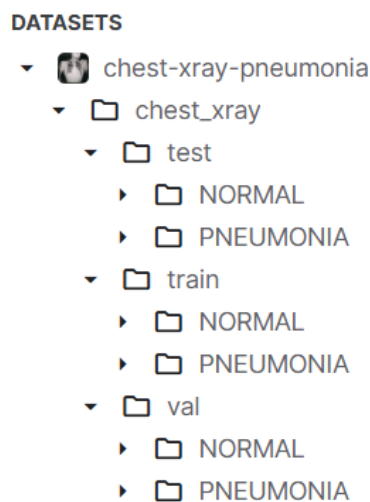 DATASETS
chest-xray-pneumonia
chest_xray
test
NORMAL
PNEUMONIA
train
NORMAL
PNEUMONIA
val
NORMAL
PNEUMONIA